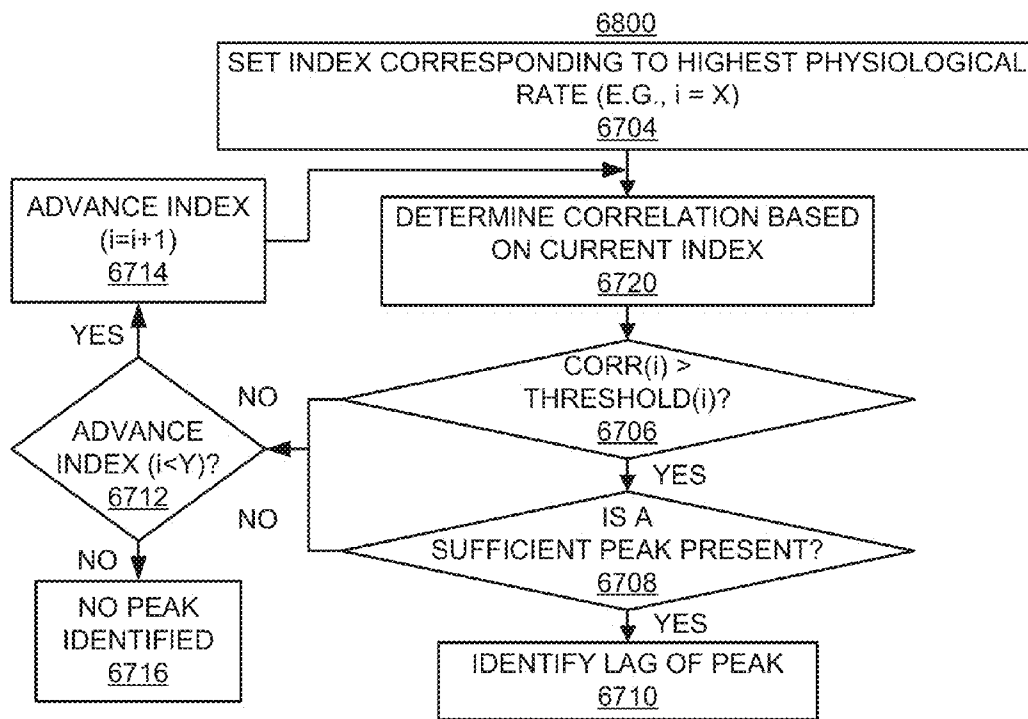 6800
SET INDEX CORRESPONDING TO HIGHEST PHYSIOLOGICAL
RATE (E.G., i = X)
6704
ADVANCE INDEX
(i=i+1)
6714
DETERMINE CORRELATION BASED
ON CURRENT INDEX
6720
YES
CORR(i) >
THRESHOLD(i)?
6706
NO
ADVANCE
INDEX (i<Y)?
6712
YES
NO
IS A
SUFFICIENT PEAK PRESENT?
6708
NO
NO PEAK
IDENTIFIED
6716
YES
IDENTIFY LAG OF PEAK
6710